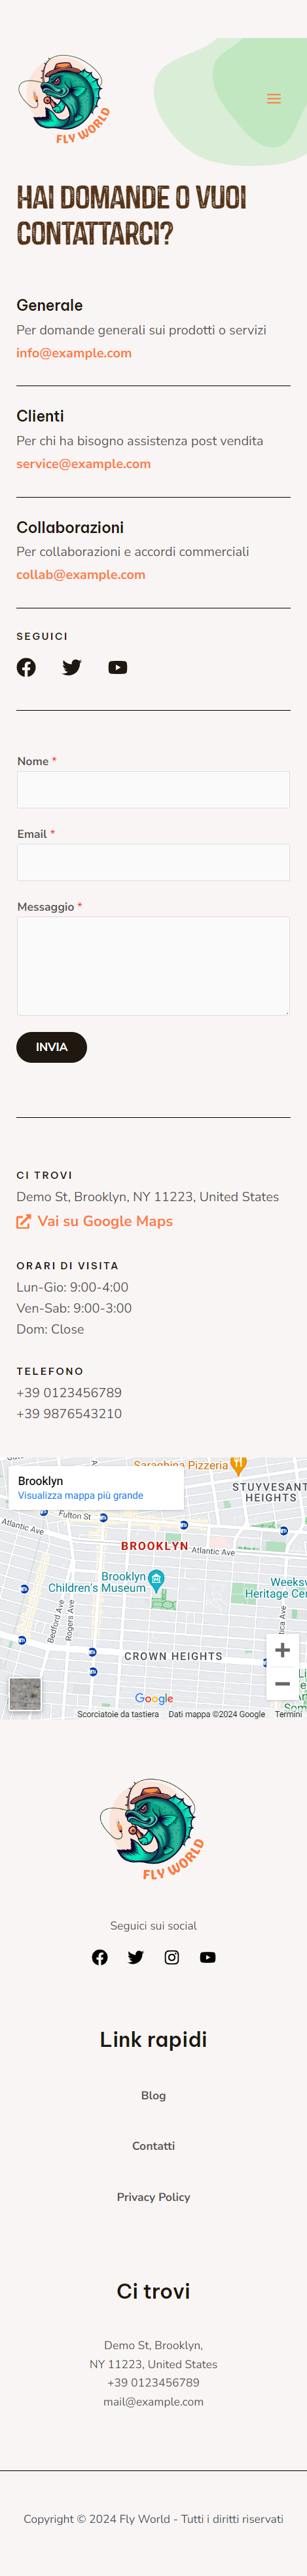 FLY WORLD
HAI DOMANDE O VUOI
CONTATTARCI?
Generale
Per domande generali sui prodotti o servizi
info@example.com
Clienti
Per chi ha bisogno assistenza post vendita
service@example.com
Collaborazioni
Per collaborazioni e accordi commerciali
collab@example.com
SEGUICI
Nome *
Email *
Messaggio *
INVIA
CI TROVI
Demo St, Brooklyn, NY 11223, United States
Vai su Google Maps
ORARI DI VISITA
Lun-Gio: 9:00-4:00
Ven-Sab: 9:00-3:00
Dom: Close
TELEFONO
+39 0123456789
+39 9876543210
Saraghina Pizzeria
Brooklyn
Visualizza mappa più grande
STUYVESANT
HEIGHTS
Atlantic Ave
Fulton St
BROOKLYN
Atlantic Ave
Brooklyn
Children's Museum
Weeksv
Heritage Cen
Bedford Ave
Rogers Ave
CROWN HEIGHTS
Google
Scorciatoie da tastiera
Dati mappa ©2024 Google
Termini
FLY WORLD
Seguici sui social
Link rapidi
Blog
Contatti
Privacy Policy
Ci trovi
Demo St, Brooklyn,
NY 11223, United States
+39 0123456789
mail@example.com
Copyright © 2024 Fly World - Tutti i diritti riservati